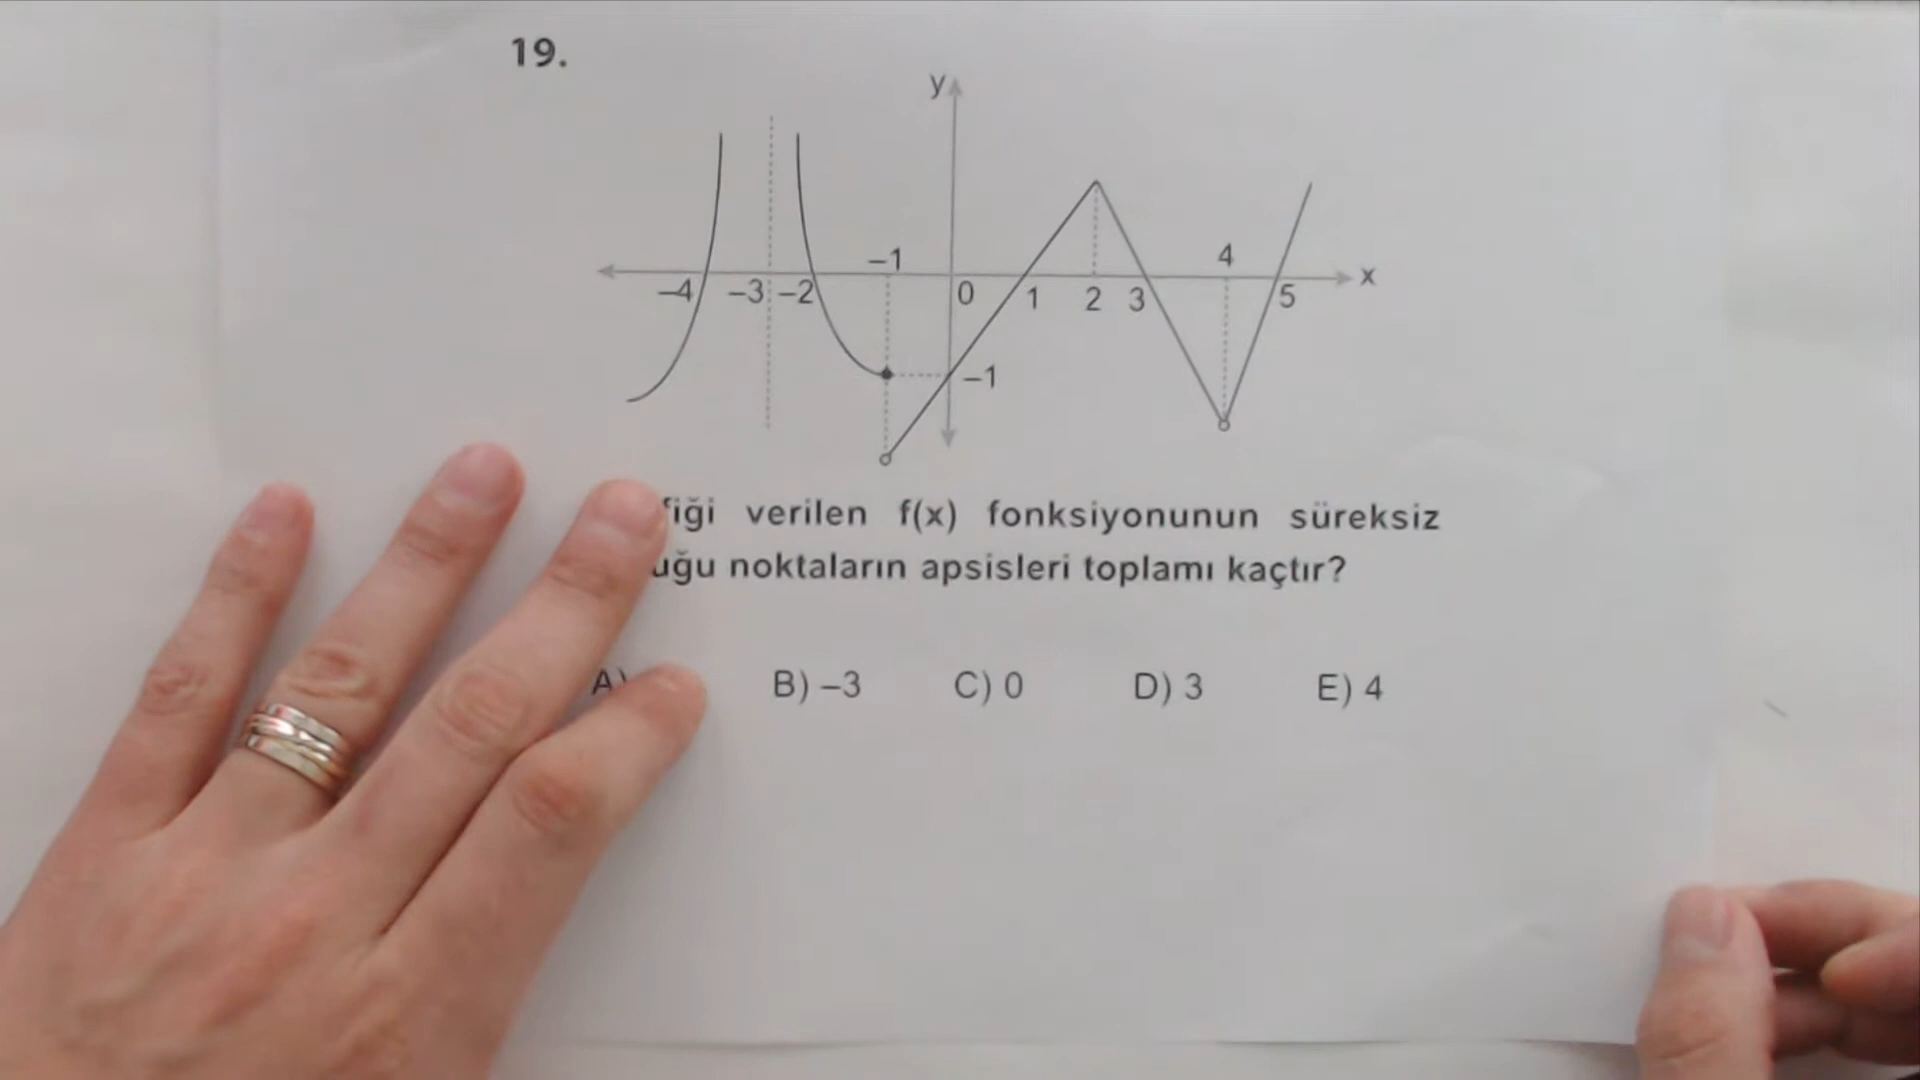 19.
y
-1
4
x
-4
-3
-2
0
1
2
3
5
-1
fiği verilen f(x) fonksiyonunun süreksiz
uğu noktaların apsisleri toplamı kaçtır?
A)
B) -3
C) 0
D) 3
E) 4